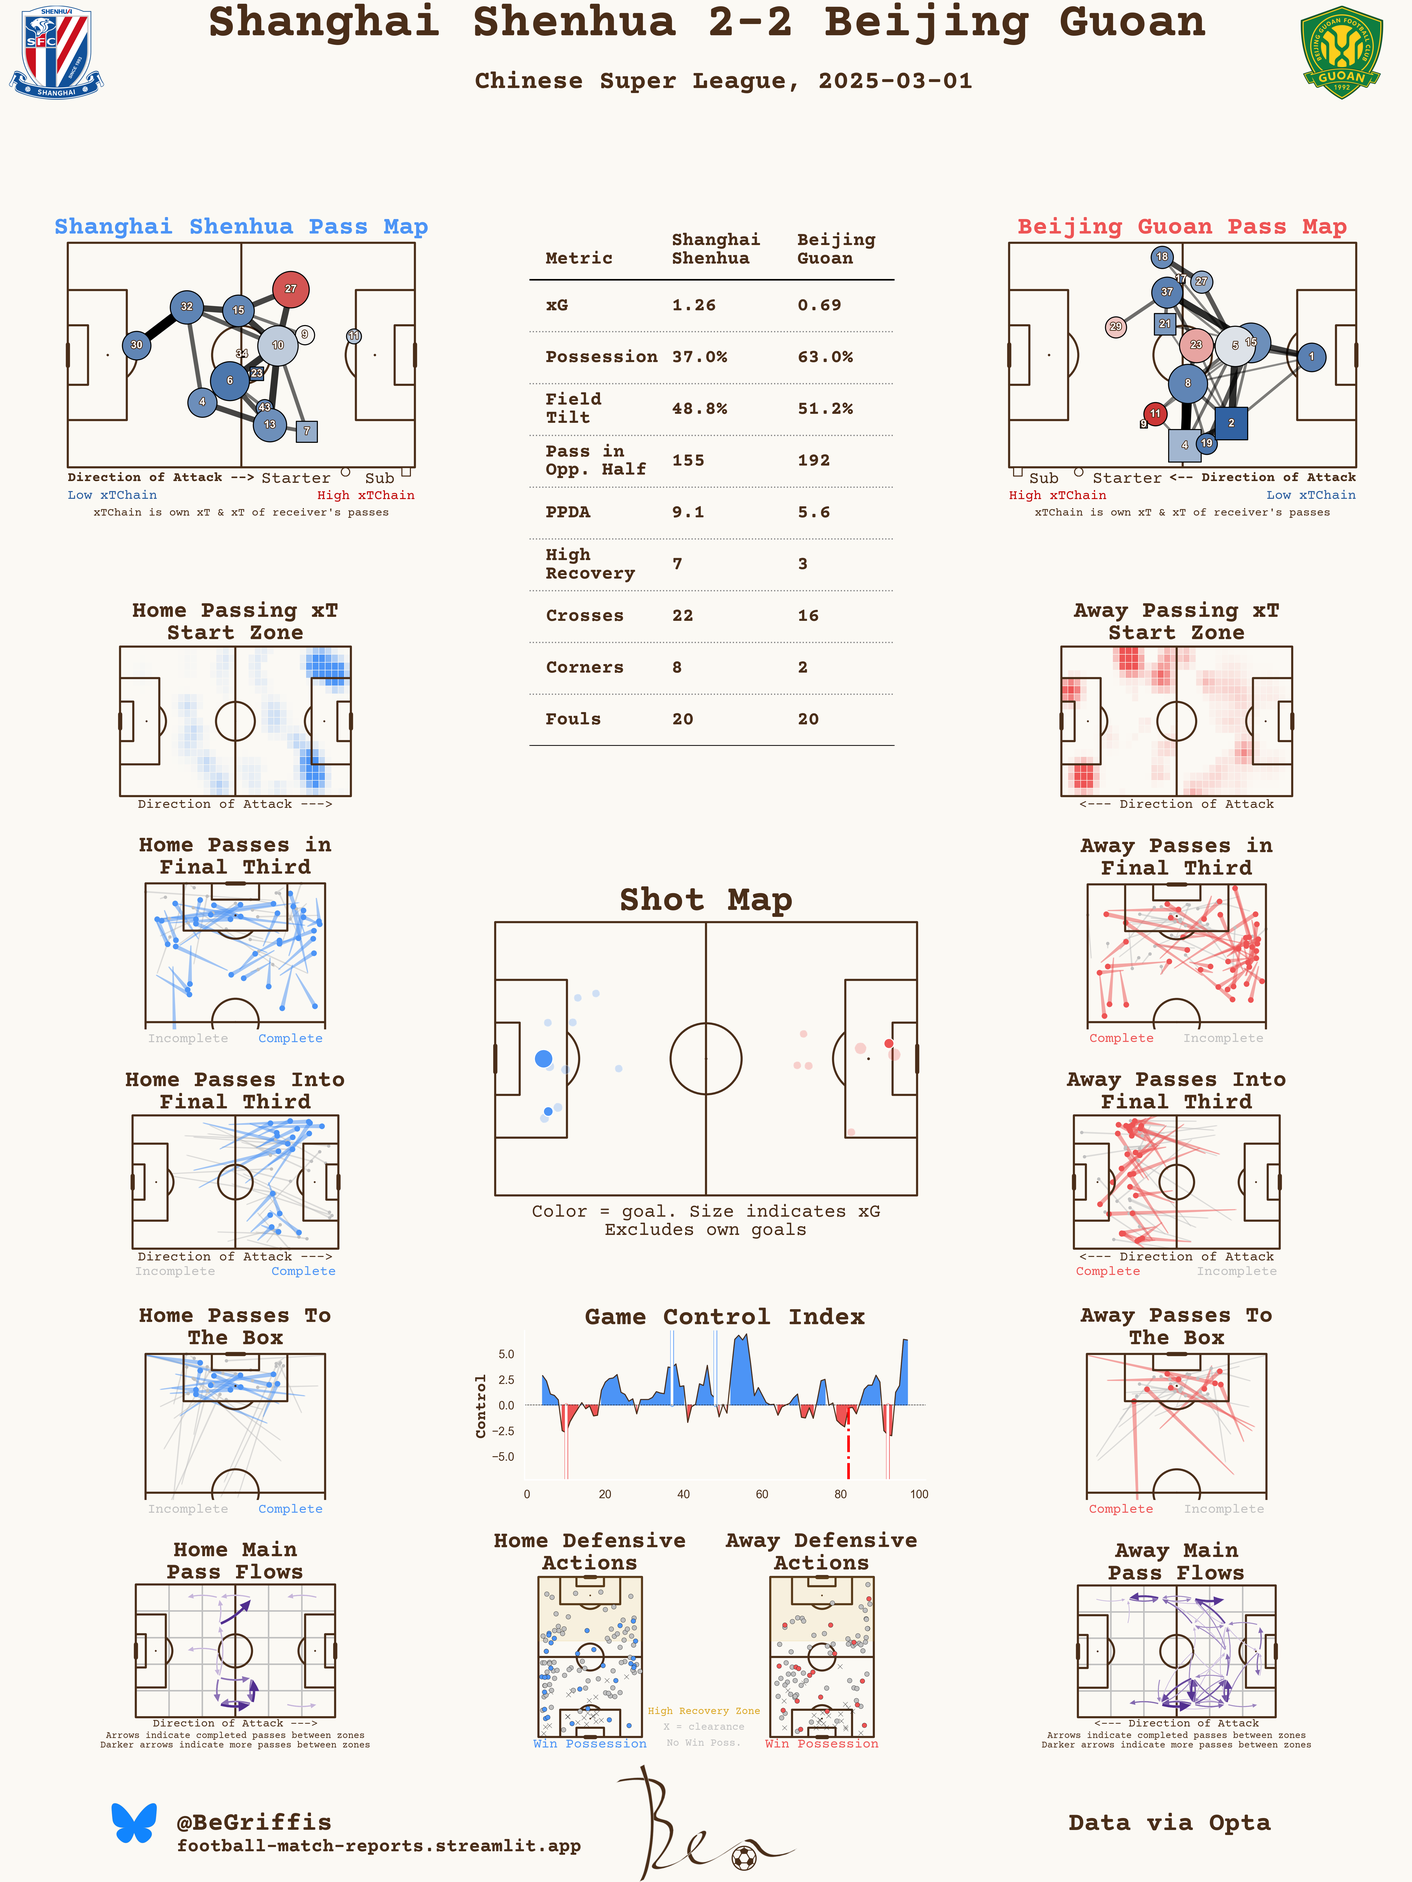 Shanghai Shenhua 2-2 Beijing Guoan
Chinese Super League, 2025-03-01
SHENHUA
SFC
SINCE 1993
SHANGHAI
BEIJING GUOAN FOOTBALL CLUB
GUOAN
1992
Shanghai Shenhua Pass Map
27
32
15
9
11
30
10
34
23
6
4
43
13
7
Direction of Attack --> Starter Sub
Low xTChain High xTChain
xTChain is own xT & xT of receiver's passes
Metric Shanghai Shenhua Beijing Guoan
xG 1.26 0.69
Possession 37.0% 63.0%
Field Tilt 48.8% 51.2%
Pass in Opp. Half 155 192
PPDA 9.1 5.6
High Recovery 7 3
Crosses 22 16
Corners 8 2
Fouls 20 20
Beijing Guoan Pass Map
18
17
27
37
29
21
23
5
15
1
8
11
9
2
4
19
Sub Starter <-- Direction of Attack
High xTChain Low xTChain
xTChain is own xT & xT of receiver's passes
Home Passing xT
Start Zone
Direction of Attack --->
Away Passing xT
Start Zone
<--- Direction of Attack
Home Passes in
Final Third
Incomplete Complete
Away Passes in
Final Third
Complete Incomplete
Shot Map
Color = goal. Size indicates xG
Excludes own goals
Home Passes Into
Final Third
Direction of Attack --->
Incomplete Complete
Away Passes Into
Final Third
<--- Direction of Attack
Complete Incomplete
Home Passes To
The Box
Incomplete Complete
Game Control Index
Control
5.0
2.5
0.0
−2.5
−5.0
0 20 40 60 80 100
Away Passes To
The Box
Complete Incomplete
Home Main
Pass Flows
Direction of Attack --->
Arrows indicate completed passes between zones
Darker arrows indicate more passes between zones
Home Defensive
Actions
Win Possession
Away Defensive
Actions
Win Possession
High Recovery Zone
X = clearance
No Win Poss.
Away Main
Pass Flows
<--- Direction of Attack
Arrows indicate completed passes between zones
Darker arrows indicate more passes between zones
@BeGriffis
football-match-reports.streamlit.app
Ben
Data via Opta